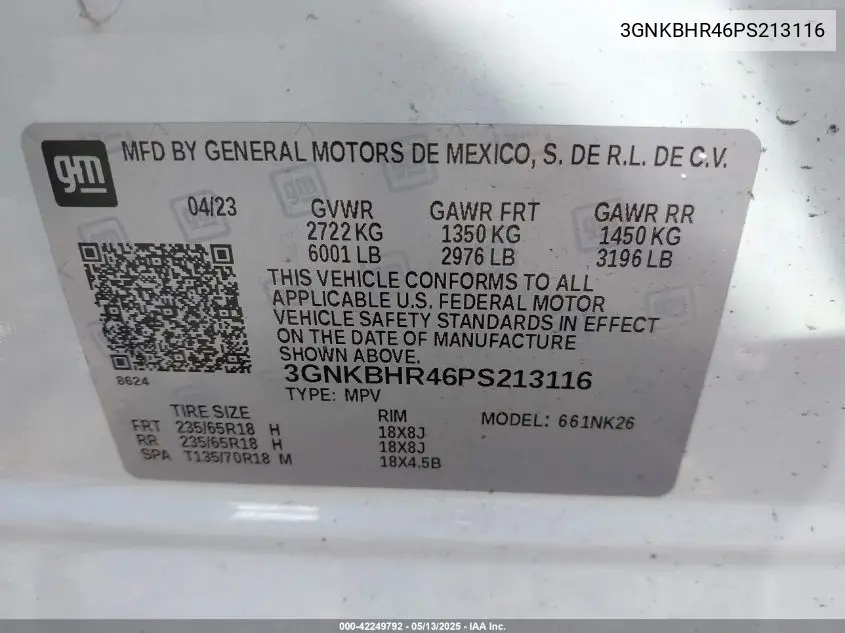 3GNKBHR46PS213116
gm
MFD BY GENERAL MOTORS DE MEXICO, S. DE R.L. DE C.V.
04/23 GVWR GAWR FRT GAWR RR
2722 KG 1350 KG 1450 KG
6001 LB 2976 LB 3196 LB
THIS VEHICLE CONFORMS TO ALL
APPLICABLE U.S. FEDERAL MOTOR
VEHICLE SAFETY STANDARDS IN EFFECT
ON THE DATE OF MANUFACTURE
SHOWN ABOVE.
8624
3GNKBHR46PS213116
TYPE: MPV
TIRE SIZE RIM MODEL: 661NK26
FRT 235/65R18 H 18X8J
RR 235/65R18 H 18X8J
SPA T135/70R18 M 18X4.5B
000-42249792 - 05/13/2025 - IAA Inc.